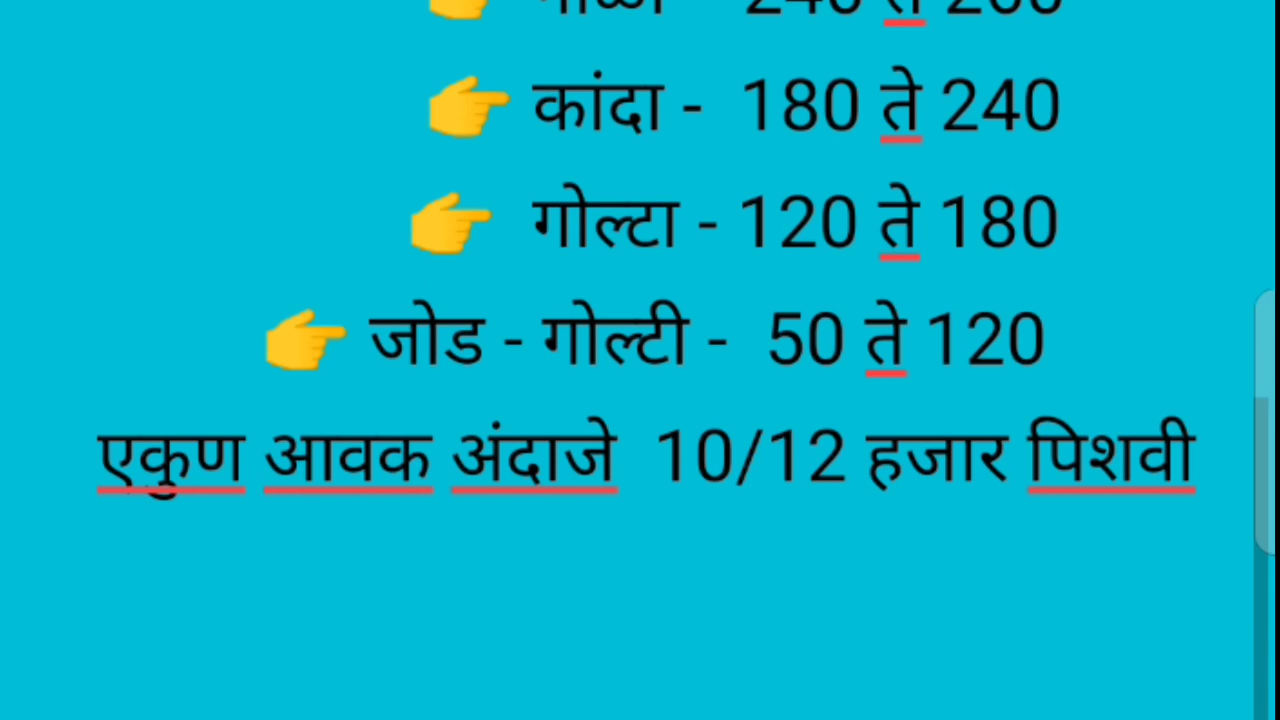 👉 कांदा - 180 ते 240
👉 गोल्टा - 120 ते 180
👉 जोड - गोल्टी - 50 ते 120
एकुण आवक अंदाजे 10/12 हजार पिशवी